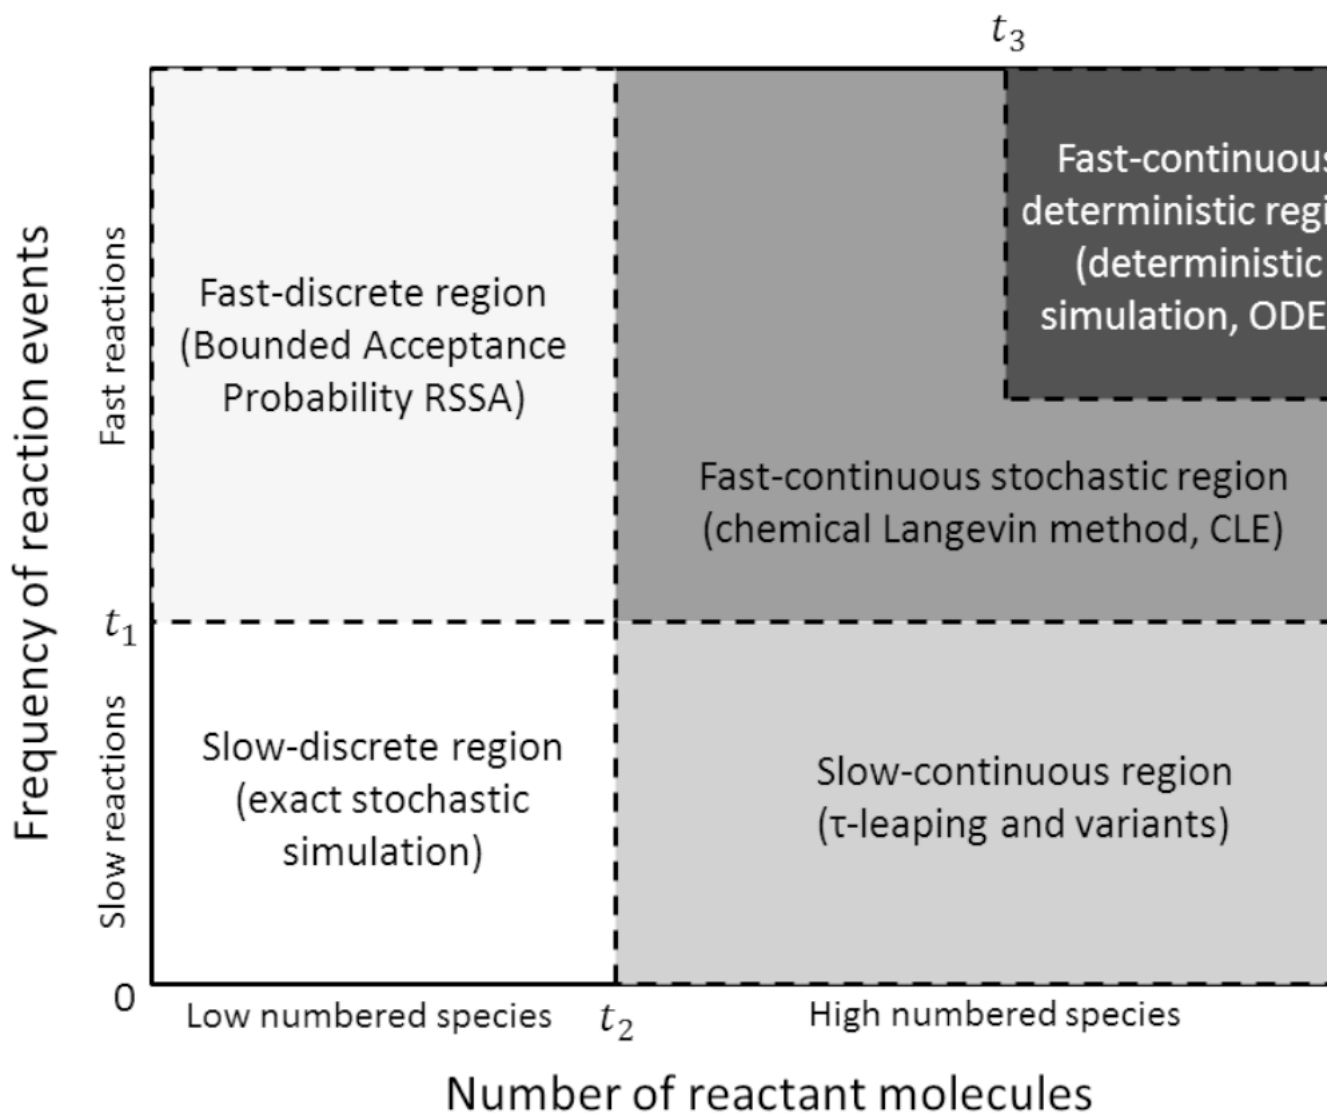 t3
Fast-continuous
deterministic regi
(deterministic
simulation, ODE
Fast-discrete region
(Bounded Acceptance
Probability RSSA)
Fast-continuous stochastic region
(chemical Langevin method, CLE)
Frequency of reaction events
Fast reactions
t1
Slow reactions
Slow-discrete region
(exact stochastic
simulation)
Slow-continuous region
(τ-leaping and variants)
0
Low numbered species
t2
High numbered species
Number of reactant molecules